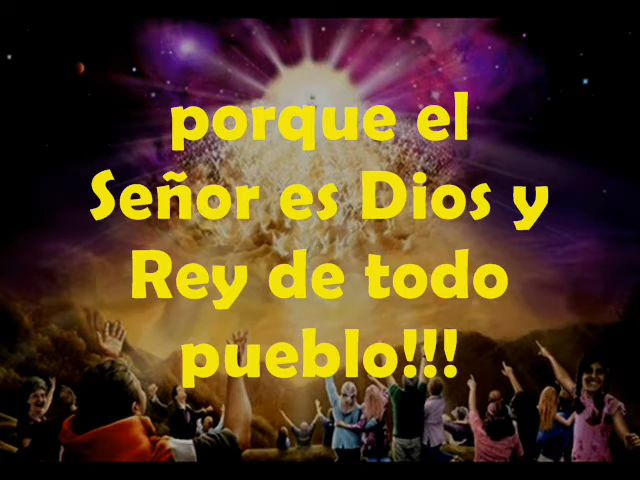 porque el
Señor es Dios y
Rey de todo
pueblo!!!